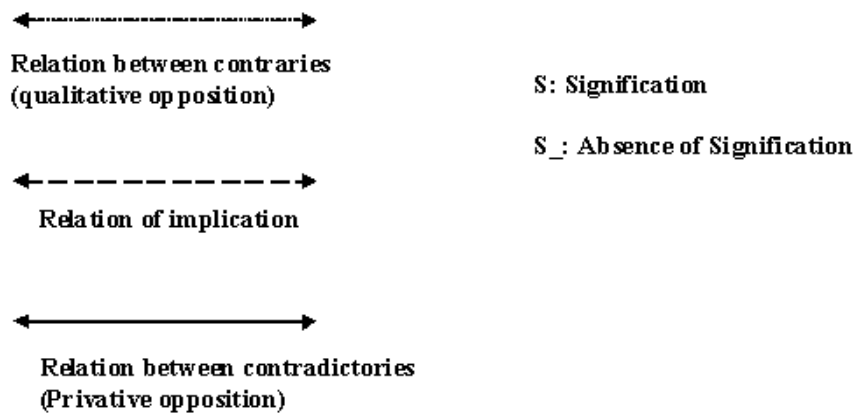 Relation between contraries
(qualitative opposition)
S: Signification
S_: Absence of Signification
Relation of implication
Relation between contradictories
(Privative opposition)